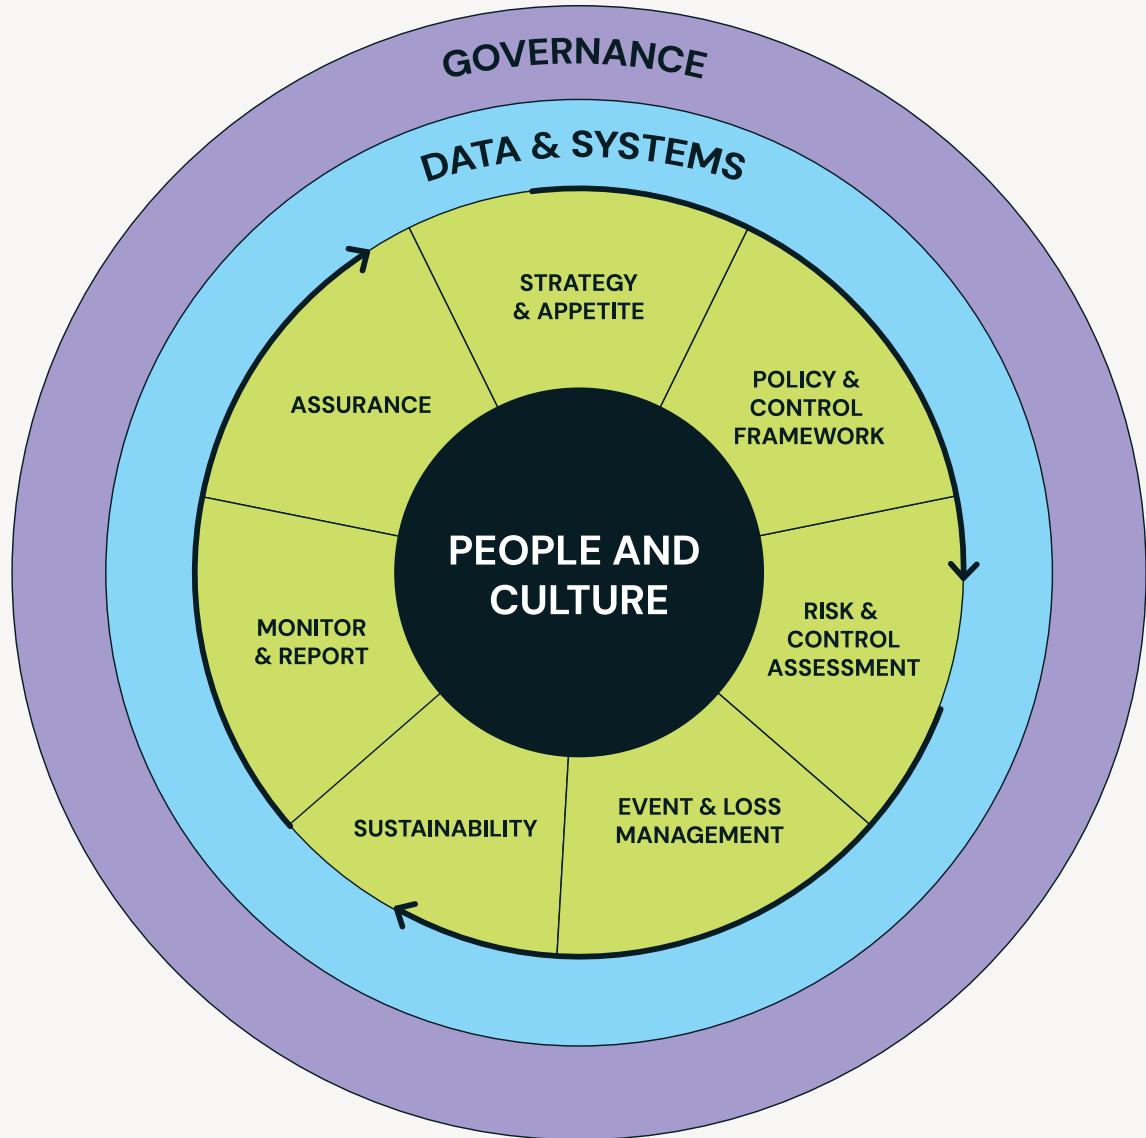 GOVERNANCE
DATA & SYSTEMS
STRATEGY
& APPETITE
POLICY &
CONTROL
FRAMEWORK
RISK &
CONTROL
ASSESSMENT
EVENT & LOSS
MANAGEMENT
SUSTAINABILITY
MONITOR
& REPORT
ASSURANCE
PEOPLE AND
CULTURE